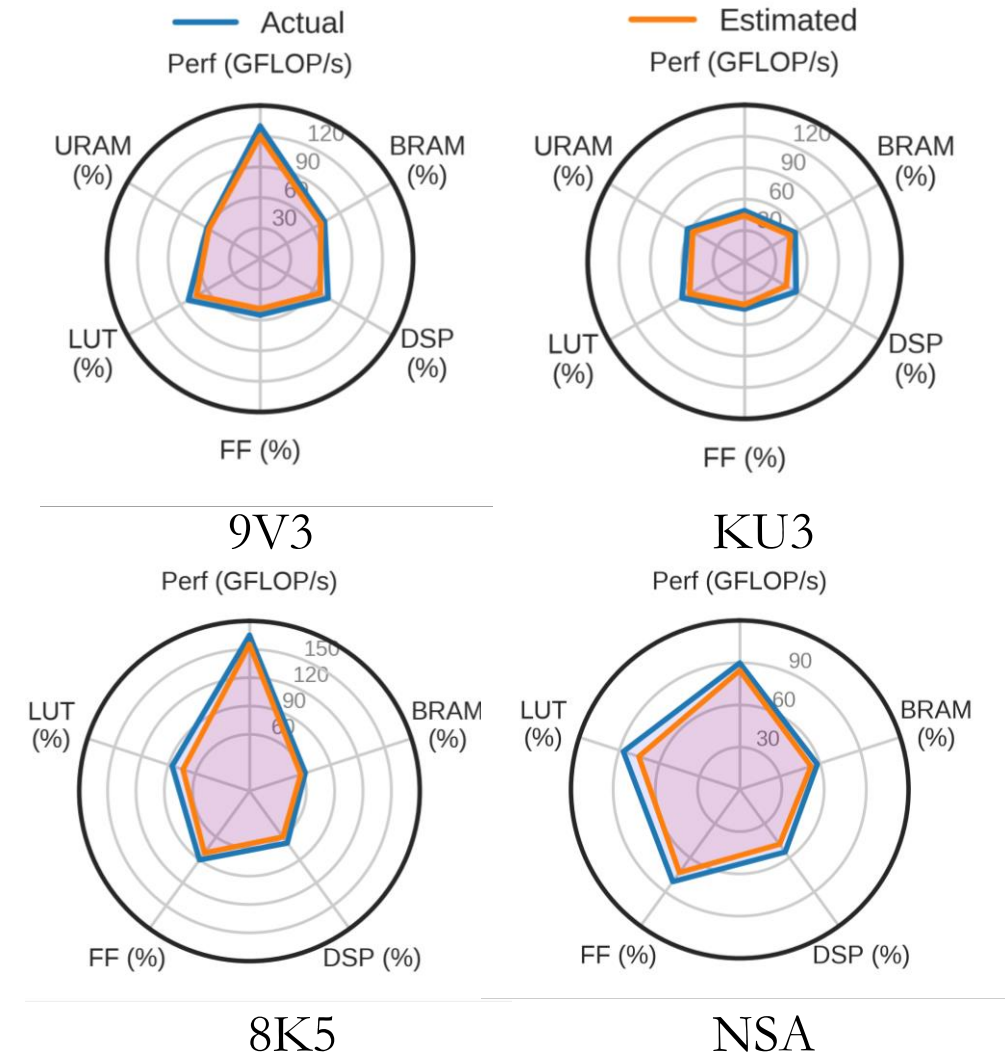 Actual
Estimated
Perf (GFLOP/s)
120
90
60
30
URAM
(%)
BRAM
(%)
LUT
(%)
DSP
(%)
FF (%)
9V3
Perf (GFLOP/s)
120
90
60
30
URAM
(%)
BRAM
(%)
LUT
(%)
DSP
(%)
FF (%)
KU3
Perf (GFLOP/s)
150
120
90
60
LUT
(%)
BRAM
(%)
FF (%)
DSP (%)
8K5
Perf (GFLOP/s)
90
60
30
LUT
(%)
BRAM
(%)
FF (%)
DSP (%)
NSA